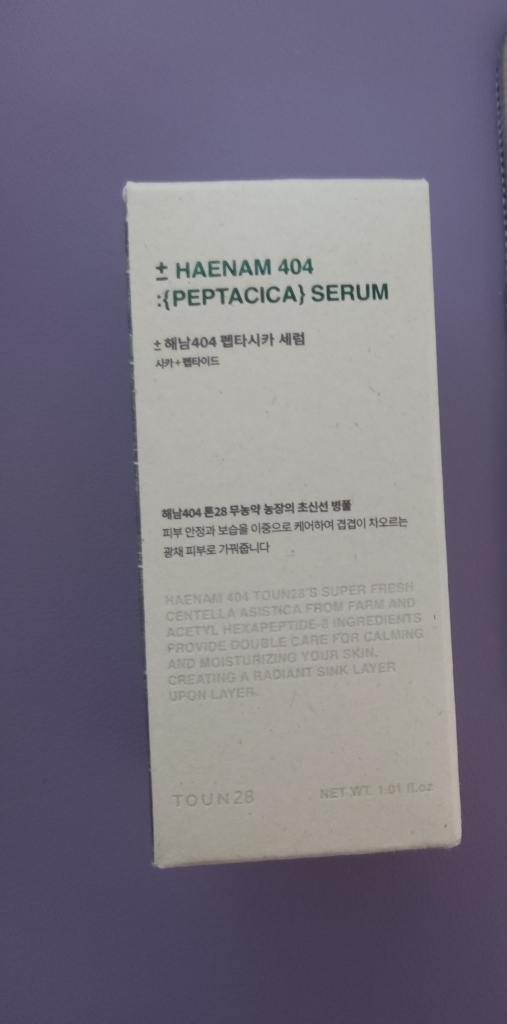 ± HAENAM 404
:{PEPTACICA} SERUM
± 해남404 펩타시카 세럼
시카 + 펩타이드
해남404 톤28 무농약 농장의 초신선 병풀
피부 안정과 보습을 이중으로 케어하여 겹겹이 차오르는
광채 피부로 가꿔줍니다
HAENAM 404 TOUN28'S SUPER FRESH
CENTELLA ASISTICA FROM FARM AND
ACETYL HEXAPEPTIDE-8 INGREDIENTS
PROVIDE DOUBLE CARE FOR CALMING
AND MOISTURIZING YOUR SKIN,
CREATING A RADIANT SINK LAYER
UPON LAYER.
TOUN28
NET WT. 1.01 fl.oz